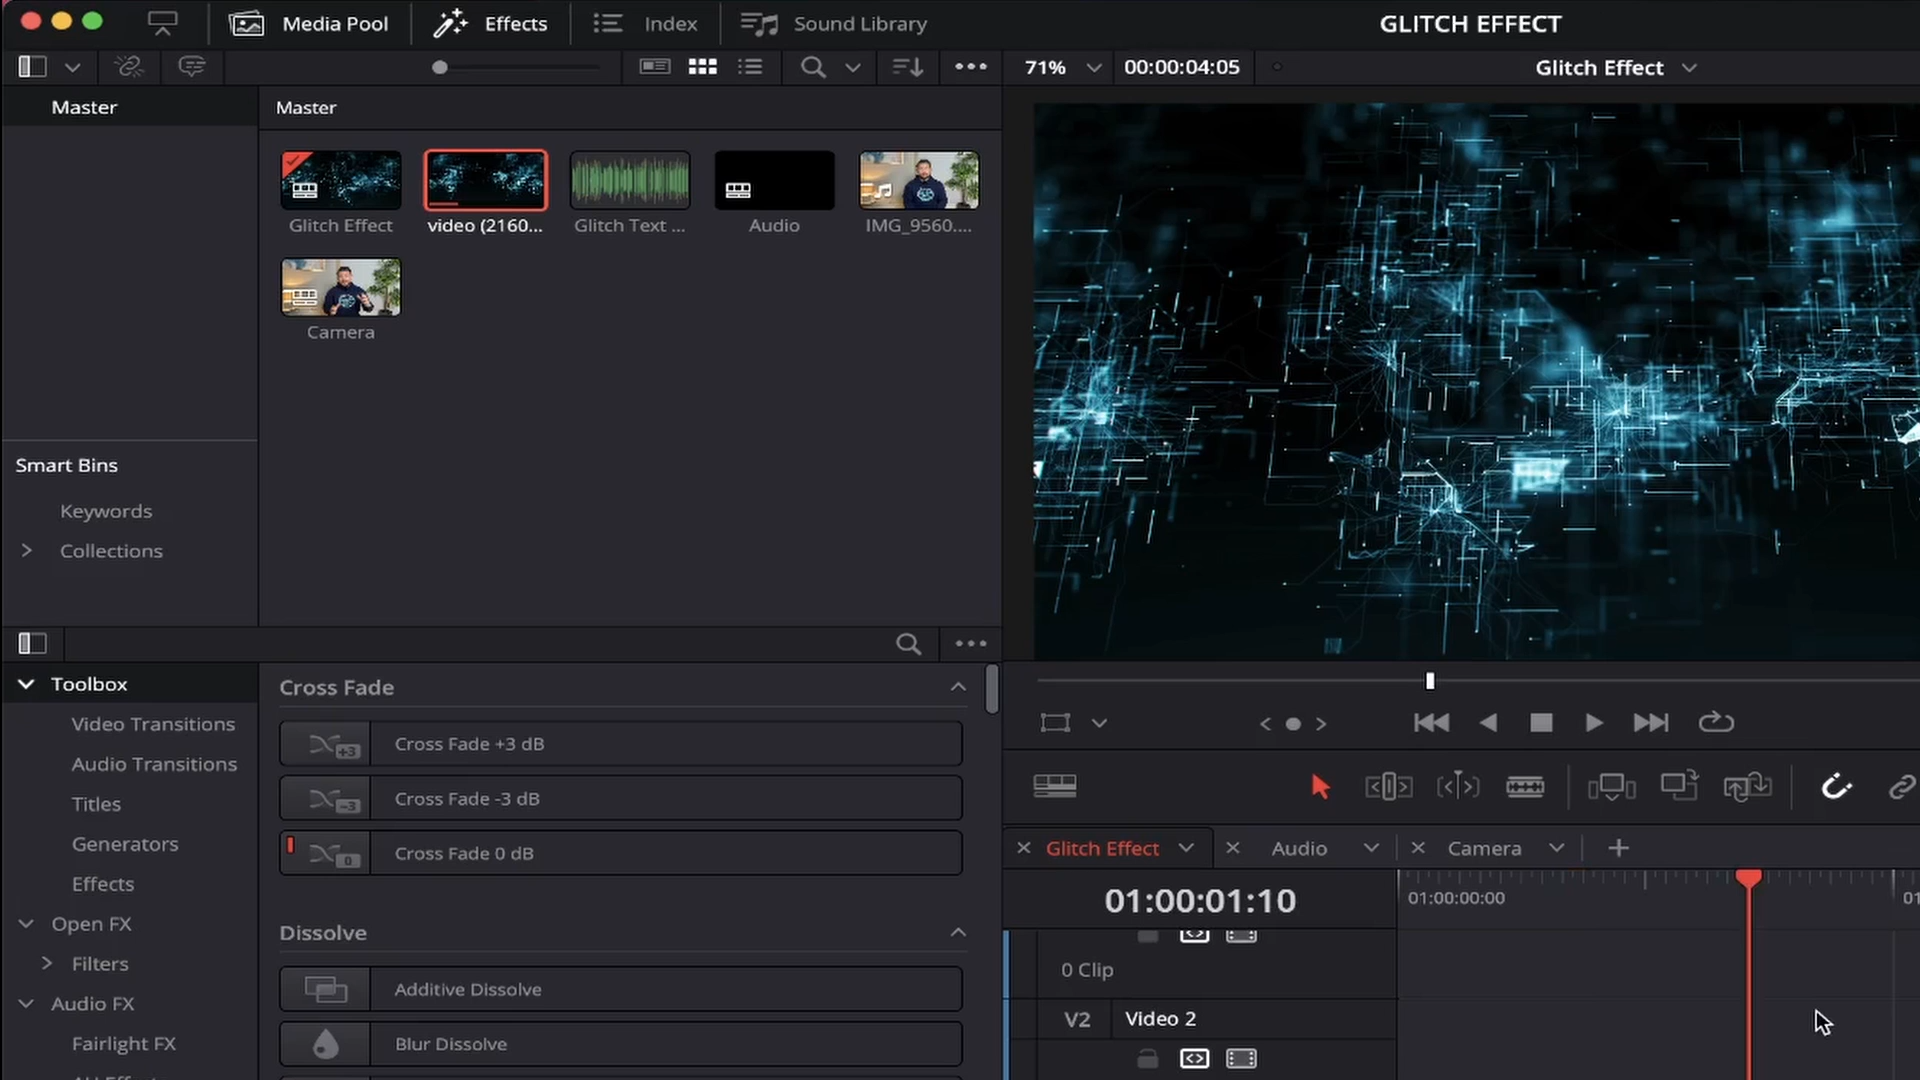 Media Pool
Effects
Index
Sound Library
GLITCH EFFECT
71%
00:00:04:05
Glitch Effect
Master
Master
Glitch Effect
video (2160...
Glitch Text ...
Audio
IMG_9560....
Camera
Smart Bins
Keywords
Collections
Toolbox
Video Transitions
Audio Transitions
Titles
Generators
Effects
Open FX
Filters
Audio FX
Fairlight FX
Cross Fade
+3
Cross Fade +3 dB
-3
Cross Fade -3 dB
0
Cross Fade 0 dB
Dissolve
Additive Dissolve
Blur Dissolve
Glitch Effect
Audio
Camera
01:00:01:10
01:00:00:00
01
0 Clip
V2
Video 2